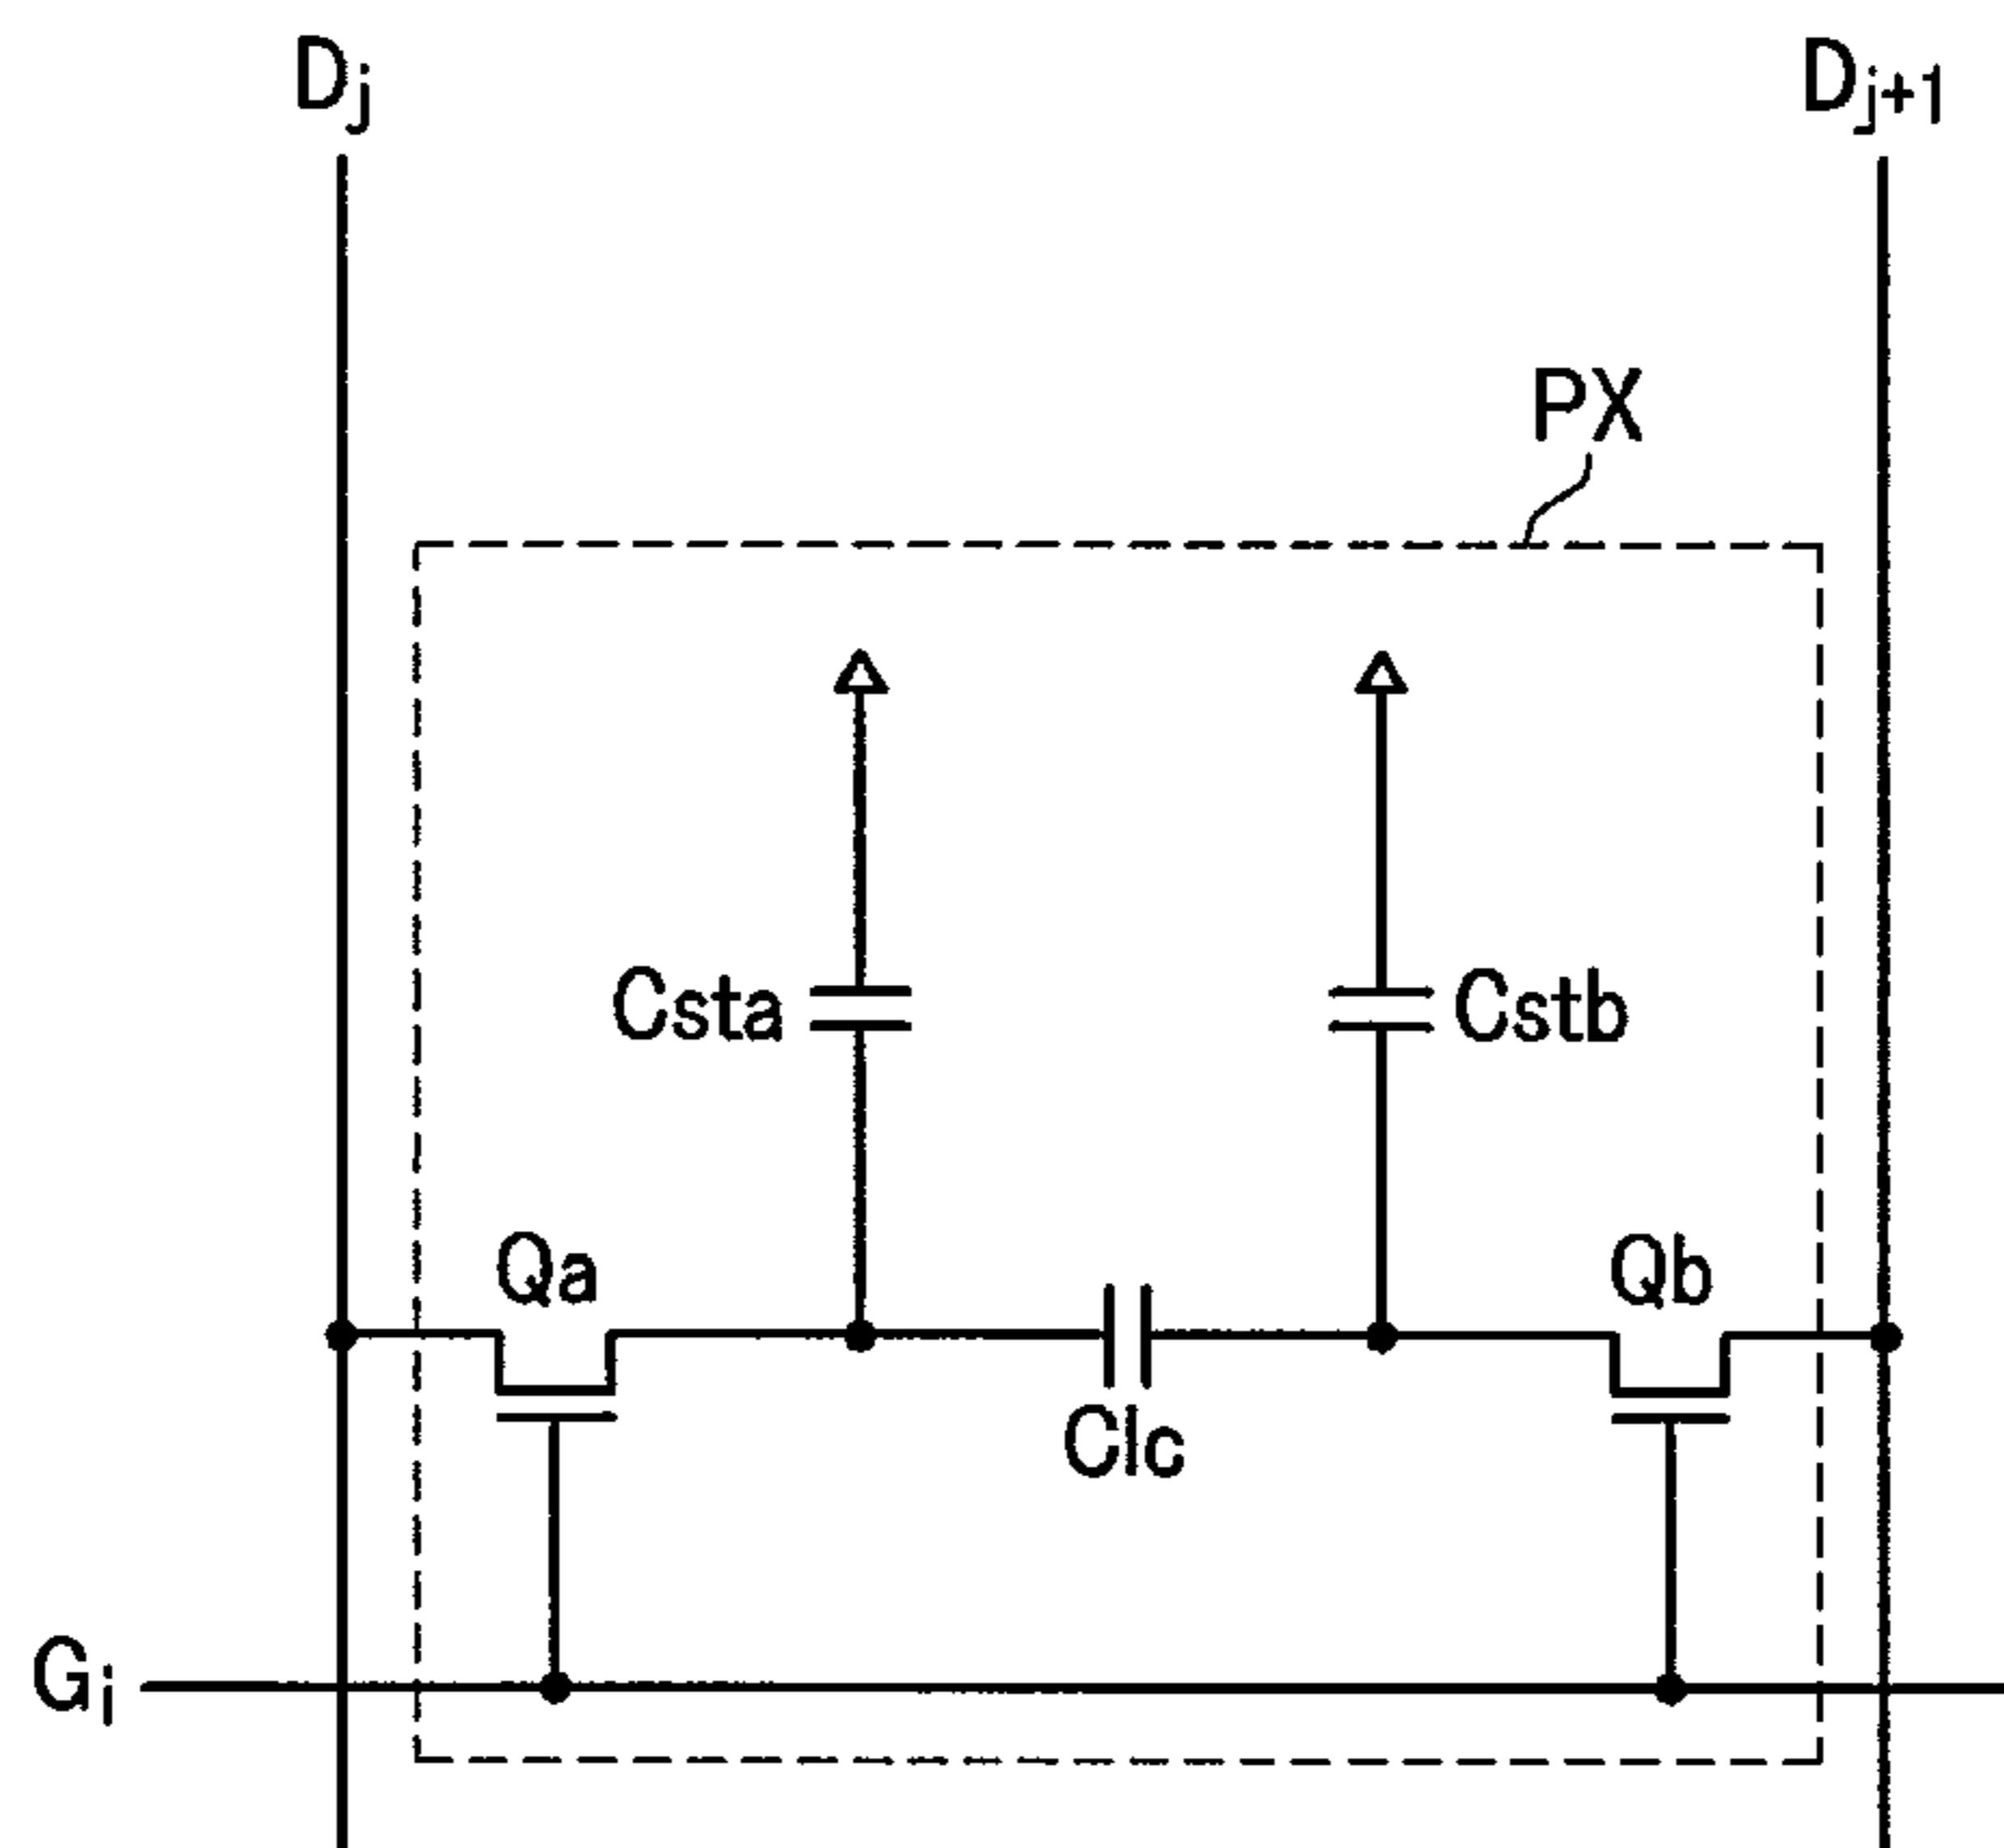 Dj
Dj+1
PX
Csta
Cstb
Qa
Qb
Clc
Gi